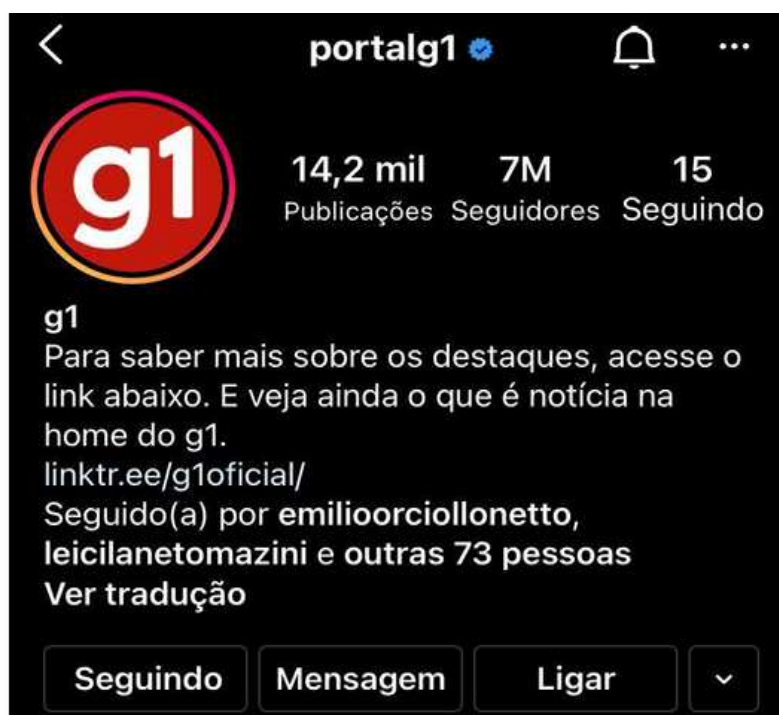 portalg1
g1
14,2 mil 7M 15
Publicações Seguidores Seguindo
g1
Para saber mais sobre os destaques, acesse o
link abaixo. E veja ainda o que é notícia na
home do g1.
linktr.ee/g1oficial/
Seguido(a) por emilioorciollonetto,
leicilanetomazini e outras 73 pessoas
Ver tradução
Seguindo Mensagem Ligar